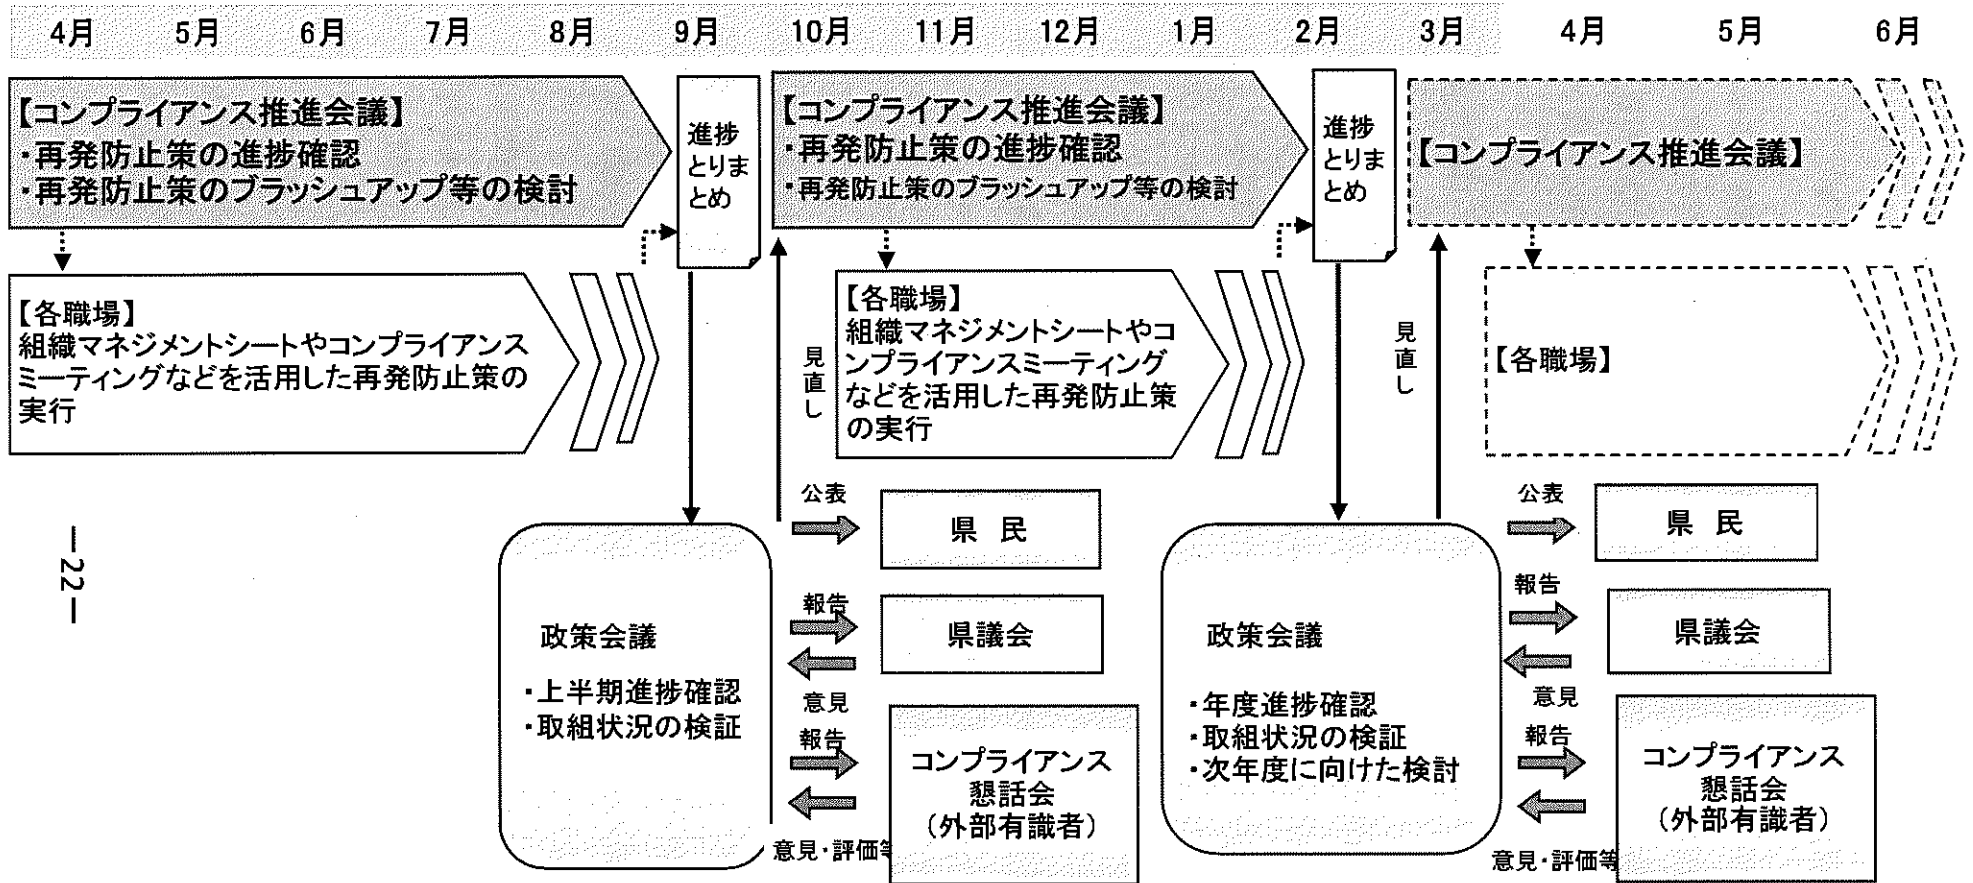 4月 5月 6月 7月 8月 9月 10月 11月 12月 1月 2月 3月 4月 5月 6月
【コンプライアンス推進会議】
・再発防止策の進捗確認
・再発防止策のブラッシュアップ等の検討
進捗
とりま
とめ
【コンプライアンス推進会議】
・再発防止策の進捗確認
・再発防止策のブラッシュアップ等の検討
進捗
とりま
とめ
【コンプライアンス推進会議】
【各職場】
組織マネジメントシートやコンプライアンス
ミーティングなどを活用した再発防止策の
実行
見直し
【各職場】
組織マネジメントシートやコ
ンプライアンスミーティング
などを活用した再発防止策
の実行
見直し
【各職場】
政策会議
・上半期進捗確認
・取組状況の検証
公表
県 民
報告
県議会
意見
報告
コンプライアンス
懇話会
（外部有識者）
意見・評価等
政策会議
・年度進捗確認
・取組状況の検証
・次年度に向けた検討
公表
県 民
報告
県議会
意見
報告
コンプライアンス
懇話会
（外部有識者）
意見・評価等
—22—